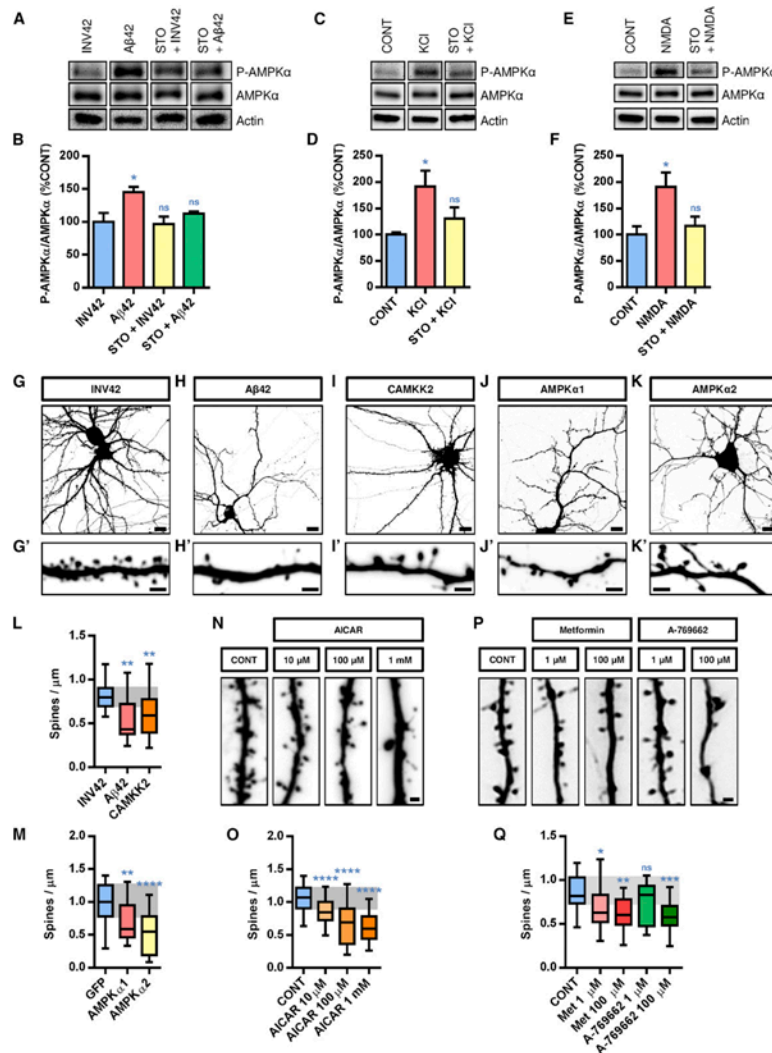 A
INV42
Aβ42
STO + INV42
STO + Aβ42
P-AMPKα
AMPKα
Actin
C
CONT
KCl
STO + KCl
P-AMPKα
AMPKα
Actin
E
CONT
NMDA
STO + NMDA
P-AMPKα
AMPKα
Actin
B
P-AMPKα/AMPKα (%CONT)
200
150
100
50
0
*
ns
ns
INV42
Aβ42
STO + INV42
STO + Aβ42
D
P-AMPKα/AMPKα (%CONT)
250
200
150
100
50
0
*
ns
CONT
KCl
STO + KCl
F
P-AMPKα/AMPKα (%CONT)
250
200
150
100
50
0
*
ns
CONT
NMDA
STO + NMDA
G
INV42
H
Aβ42
I
CAMKK2
J
AMPKα1
K
AMPKα2
G'
H'
I'
J'
K'
L
Spines / μm
1.5
1.0
0.5
0.0
**
**
INV42
Aβ42
CAMKK2
N
AICAR
CONT
10 μM
100 μM
1 mM
P
Metformin
A-769662
CONT
1 μM
100 μM
1 μM
100 μM
M
Spines / μm
2.0
1.5
1.0
0.5
0.0
**
****
GFP
AMPKα1
AMPKα2
O
Spines / μm
2.0
1.5
1.0
0.5
0.0
****
****
****
CONT
AICAR 10 μM
AICAR 100 μM
AICAR 1 mM
Q
Spines / μm
1.5
1.0
0.5
0.0
*
**
ns
***
CONT
Met 1 μM
Met 100 μM
A-769662 1 μM
A-769662 100 μM